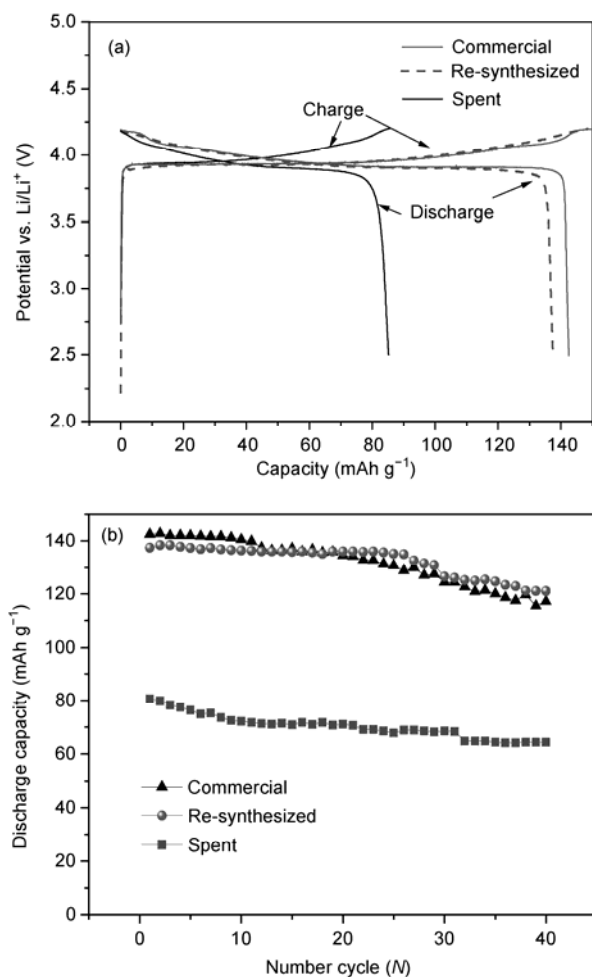 (a)
Commercial
Re-synthesized
Spent
Charge
Discharge
5.0
4.5
4.0
3.5
3.0
2.5
2.0
Potential vs. Li/Li⁺ (V)
0 20 40 60 80 100 120 140
Capacity (mAh g⁻¹)
(b)
140
120
100
80
60
40
20
0
Discharge capacity (mAh g⁻¹)
Commercial
Re-synthesized
Spent
0 10 20 30 40
Number cycle (N)